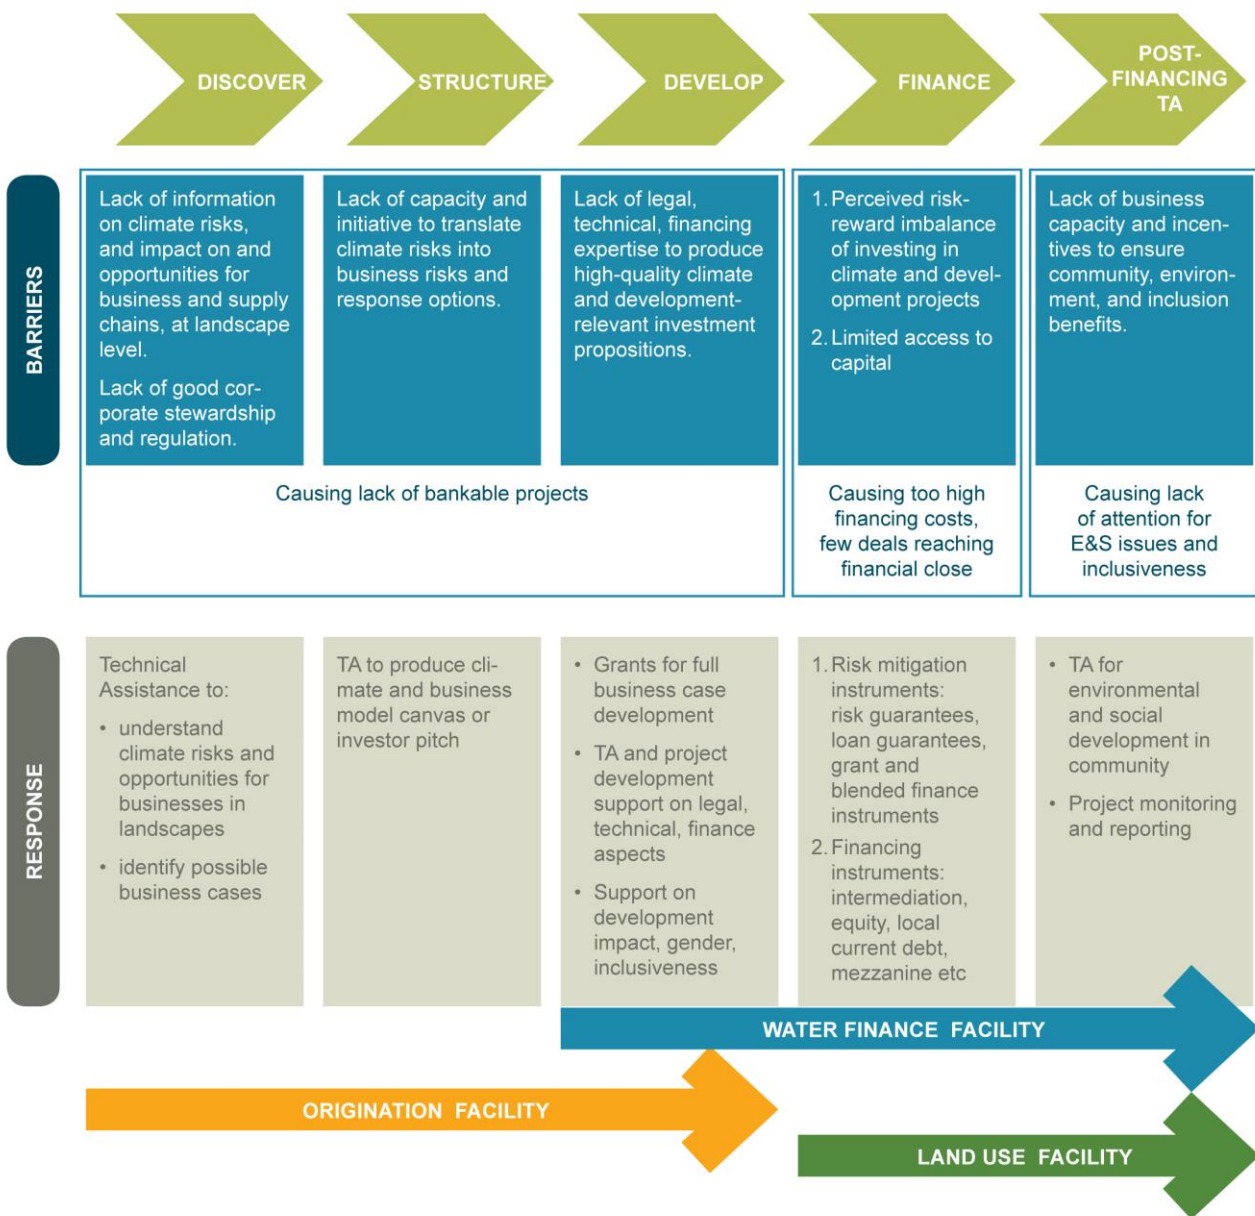 DISCOVER
STRUCTURE
DEVELOP
FINANCE
POST-
FINANCING
TA
BARRIERS
Lack of information
on climate risks,
and impact on and
opportunities for
business and supply
chains, at landscape
level.
Lack of good cor-
porate stewardship
and regulation.
Lack of capacity and
initiative to translate
climate risks into
business risks and
response options.
Lack of legal,
technical, financing
expertise to produce
high-quality climate
and development-
relevant investment
propositions.
1. Perceived risk-
reward imbalance
of investing in
climate and devel-
opment projects
2. Limited access to
capital
Lack of business
capacity and incen-
tives to ensure
community, environ-
ment, and inclusion
benefits.
Causing lack of bankable projects
Causing too high
financing costs,
few deals reaching
financial close
Causing lack
of attention for
E&S issues and
inclusiveness
RESPONSE
Technical
Assistance to:
• understand
climate risks and
opportunities for
businesses in
landscapes
• identify possible
business cases
TA to produce cli-
mate and business
model canvas or
investor pitch
• Grants for full
business case
development
• TA and project
development
support on legal,
technical, finance
aspects
• Support on
development
impact, gender,
inclusiveness
1. Risk mitigation
instruments:
risk guarantees,
loan guarantees,
grant and
blended finance
instruments
2. Financing
instruments:
intermediation,
equity, local
current debt,
mezzanine etc
• TA for
environmental
and social
development in
community
• Project monitoring
and reporting
WATER FINANCE FACILITY
ORIGINATION FACILITY
LAND USE FACILITY